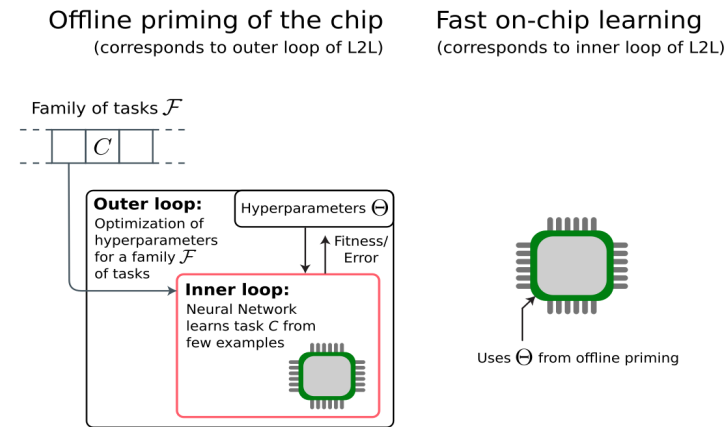 Offline priming of the chip
(corresponds to outer loop of L2L)
Fast on-chip learning
(corresponds to inner loop of L2L)
Family of tasks 𝓕
C
Outer loop:
Optimization of
hyperparameters
for a family 𝓕
of tasks
Hyperparameters Θ
Fitness/
Error
Inner loop:
Neural Network
learns task C from
few examples
Uses Θ from offline priming